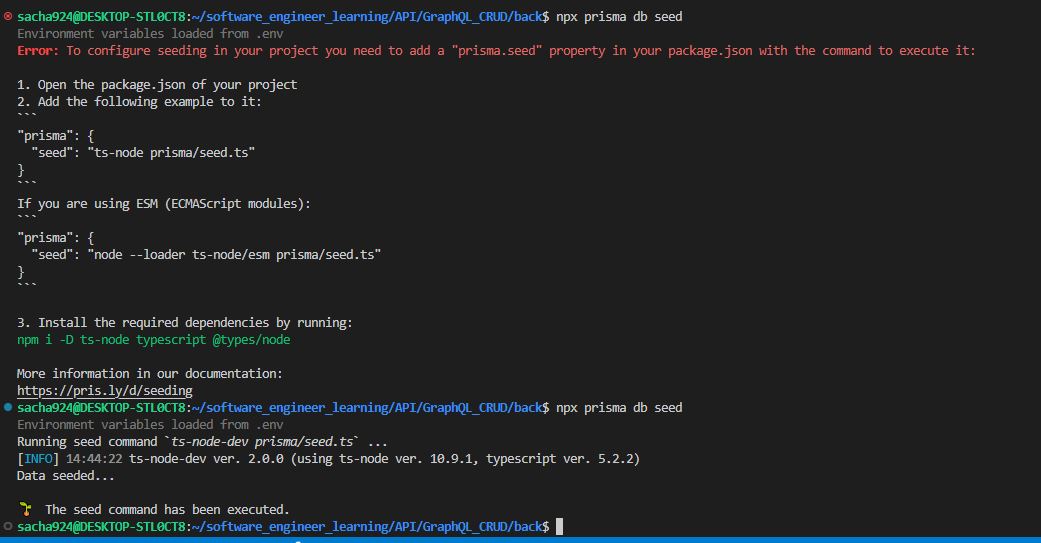 sacha924@DESKTOP-STL0CT8:~/software_engineer_learning/API/GraphQL_CRUD/back$ npx prisma db seed
Environment variables loaded from .env
Error: To configure seeding in your project you need to add a "prisma.seed" property in your package.json with the command to execute it:

1. Open the package.json of your project
2. Add the following example to it:
```
"prisma": {
  "seed": "ts-node prisma/seed.ts"
}
```
If you are using ESM (ECMAScript modules):
```
"prisma": {
  "seed": "node --loader ts-node/esm prisma/seed.ts"
}
```

3. Install the required dependencies by running:
npm i -D ts-node typescript @types/node

More information in our documentation:
https://pris.ly/d/seeding
sacha924@DESKTOP-STL0CT8:~/software_engineer_learning/API/GraphQL_CRUD/back$ npx prisma db seed
Environment variables loaded from .env
Running seed command `ts-node-dev prisma/seed.ts` ...
[INFO] 14:44:22 ts-node-dev ver. 2.0.0 (using ts-node ver. 10.9.1, typescript ver. 5.2.2)
Data seeded...

The seed command has been executed.
sacha924@DESKTOP-STL0CT8:~/software_engineer_learning/API/GraphQL_CRUD/back$